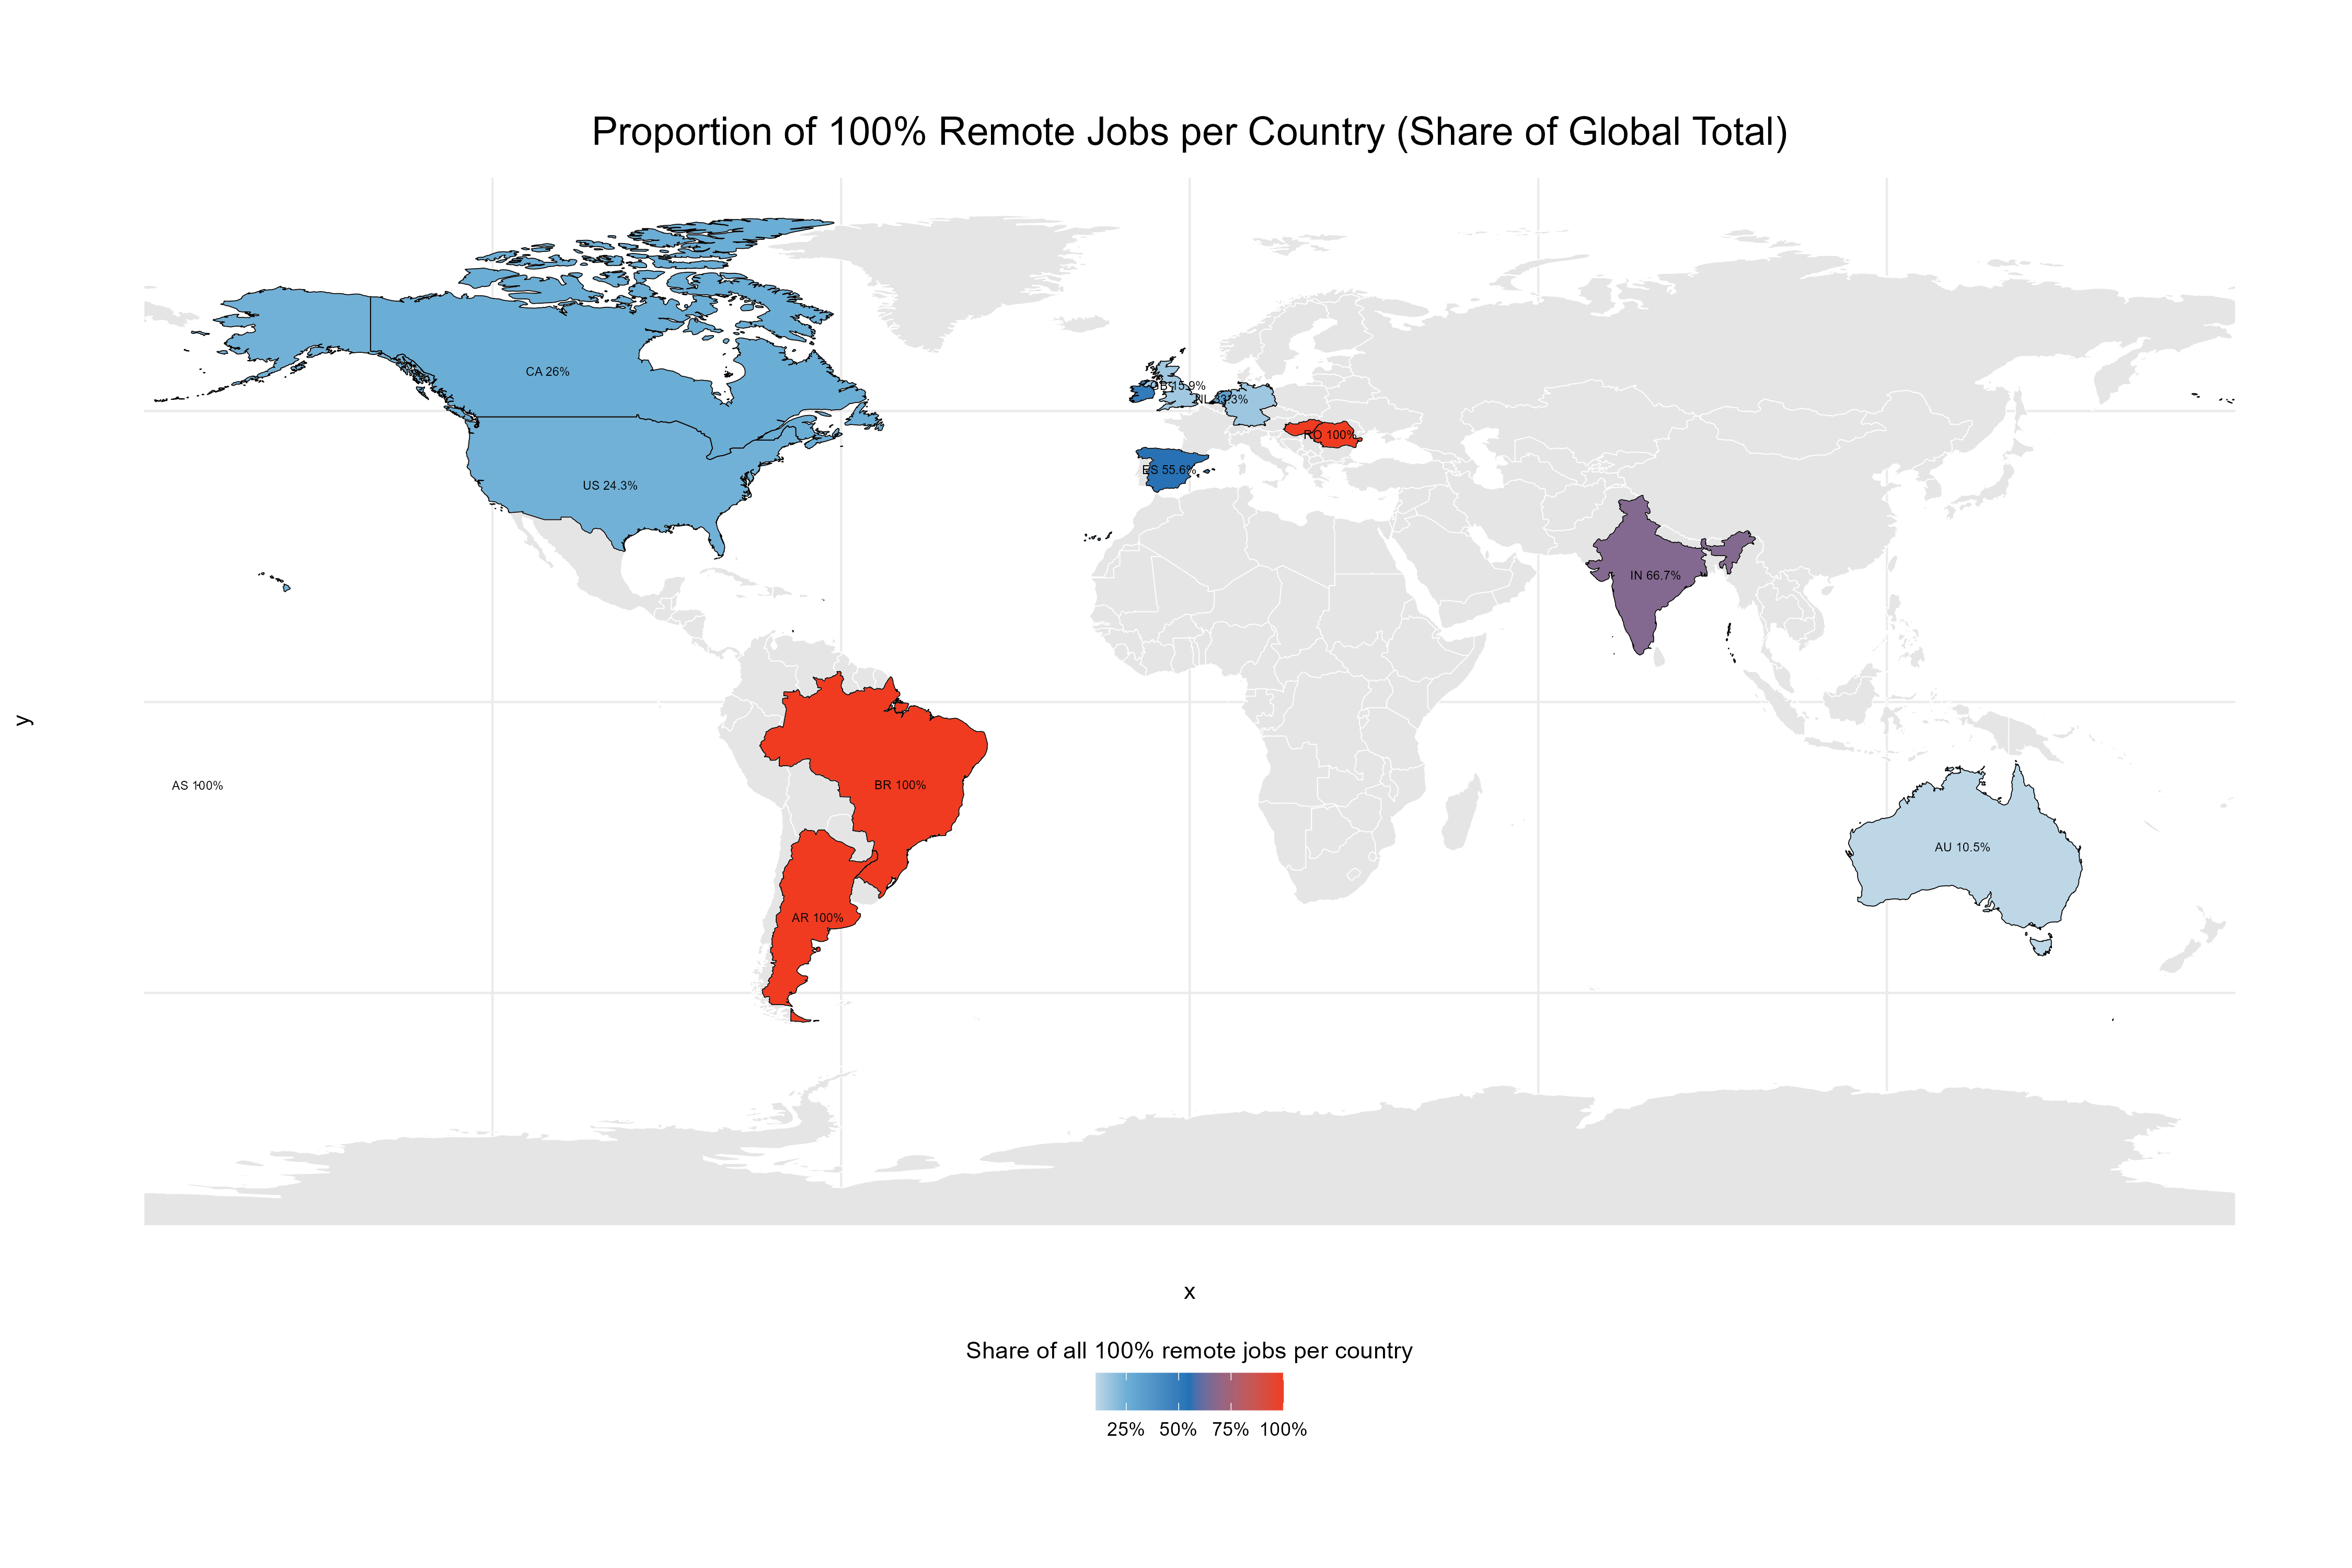 Proportion of 100% Remote Jobs per Country (Share of Global Total)
CA 26%
GB 15.9%
NL 33.3%
RO 100%
ES 55.6%
US 24.3%
IN 66.7%
y
AS 100%
BR 100%
AU 10.5%
AR 100%
x
Share of all 100% remote jobs per country
25% 50% 75% 100%